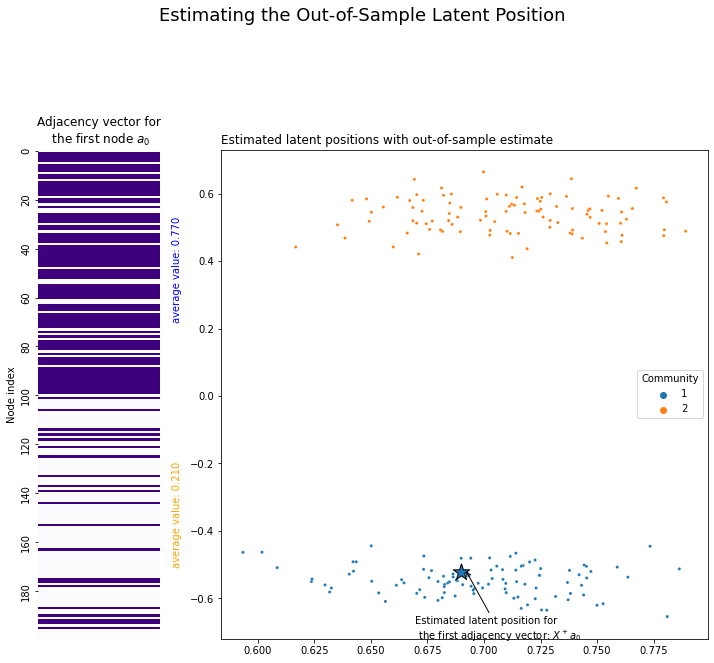 Estimating the Out-of-Sample Latent Position
Adjacency vector for
the first node a₀
Node index
0
20
40
60
80
100
120
140
160
180
average value: 0.770
average value: 0.210
Estimated latent positions with out-of-sample estimate
0.6
0.4
0.2
0.0
−0.2
−0.4
−0.6
Community
1
2
Estimated latent position for
the first adjacency vector: X⁺a₀
0.600 0.625 0.650 0.675 0.700 0.725 0.750 0.775